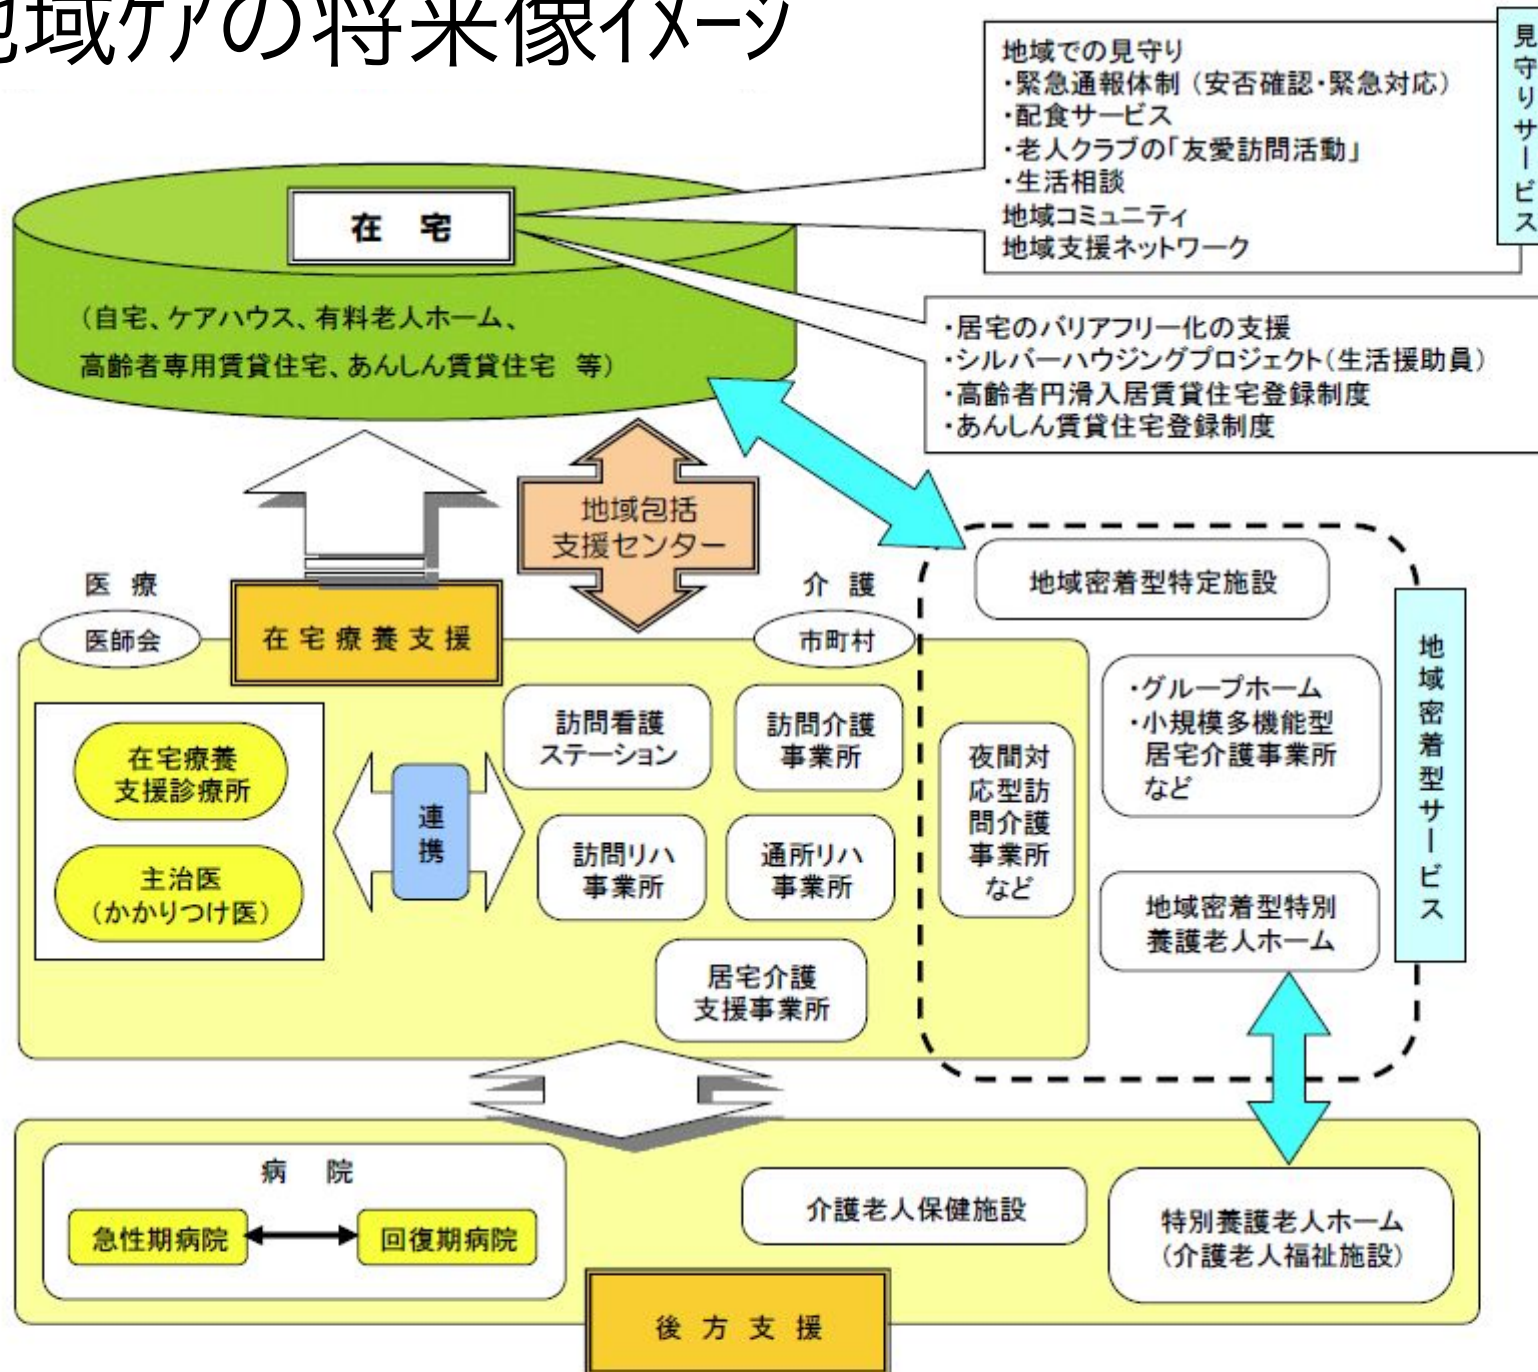 地域ケアの将来像イメージ
地域での見守り
・緊急通報体制（安否確認・緊急対応）
・配食サービス
・老人クラブの「友愛訪問活動」
・生活相談
地域コミュニティ
地域支援ネットワーク
見守りサービス
在 宅
（自宅、ケアハウス、有料老人ホーム、
高齢者専用賃貸住宅、あんしん賃貸住宅 等）
・居宅のバリアフリー化の支援
・シルバーハウジングプロジェクト（生活援助員）
・高齢者円滑入居賃貸住宅登録制度
・あんしん賃貸住宅登録制度
地域包括
支援センター
医 療
医師会
在宅療養支援
介 護
市町村
在宅療養
支援診療所
主治医
（かかりつけ医）
連携
訪問看護
ステーション
訪問介護
事業所
訪問リハ
事業所
通所リハ
事業所
居宅介護
支援事業所
夜間対
応型訪
問介護
事業所
など
地域密着型特定施設
・グループホーム
・小規模多機能型
居宅介護事業所
など
地域密着型特別
養護老人ホーム
地域密着型サービス
病 院
急性期病院
回復期病院
介護老人保健施設
特別養護老人ホーム
（介護老人福祉施設）
後方支援